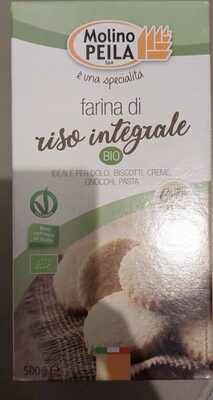 Molino
PEILA
SpA
è una specialità
farina di
riso integrale
BIO
IDEALE PER DOLCI, BISCOTTI, CREME,
GNOCCHI, PASTA
Riso
coltivato
in Italia
500 g e